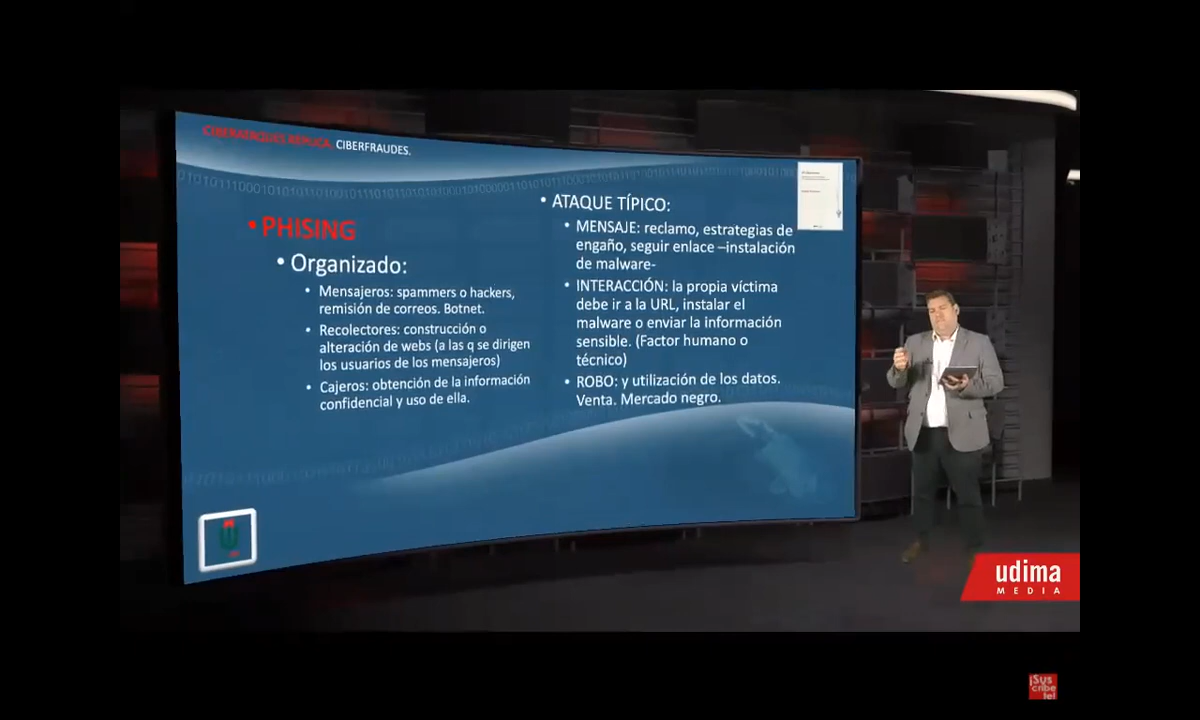 CIBERATAQUES RÉPLICA. CIBERFRAUDES.
• PHISING
• Organizado:
• Mensajeros: spammers o hackers,
remisión de correos. Botnet.
• Recolectores: construcción o
alteración de webs (a las q se dirigen
los usuarios de los mensajeros)
• Cajeros: obtención de la información
confidencial y uso de ella.
• ATAQUE TÍPICO:
• MENSAJE: reclamo, estrategias de
engaño, seguir enlace –instalación
de malware-
• INTERACCIÓN: la propia víctima
debe ir a la URL, instalar el
malware o enviar la información
sensible. (Factor humano o
técnico)
• ROBO: y utilización de los datos.
Venta. Mercado negro.
udima
MEDIA
¡Sus
cribe
te!